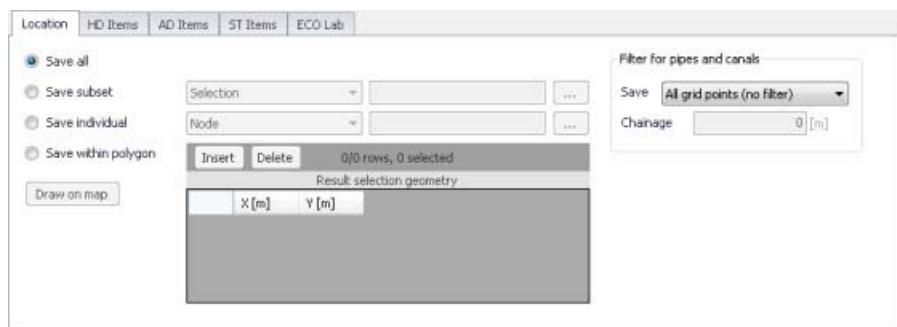 Location HD Items AD Items ST Items ECO Lab
Save all
Filter for pipes and canals
Save subset Selection ...
Save All grid points (no filter)
Save individual Node ...
Chainage 0 [m]
Save within polygon
Insert Delete 0/0 rows, 0 selected
Result selection geometry
Draw on map
X [m] Y [m]